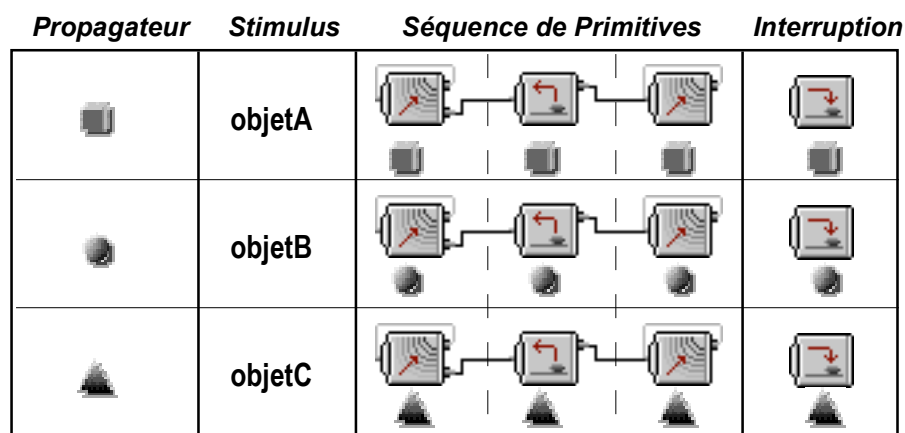 Propagateur Stimulus Séquence de Primitives Interruption
objetA
objetB
objetC